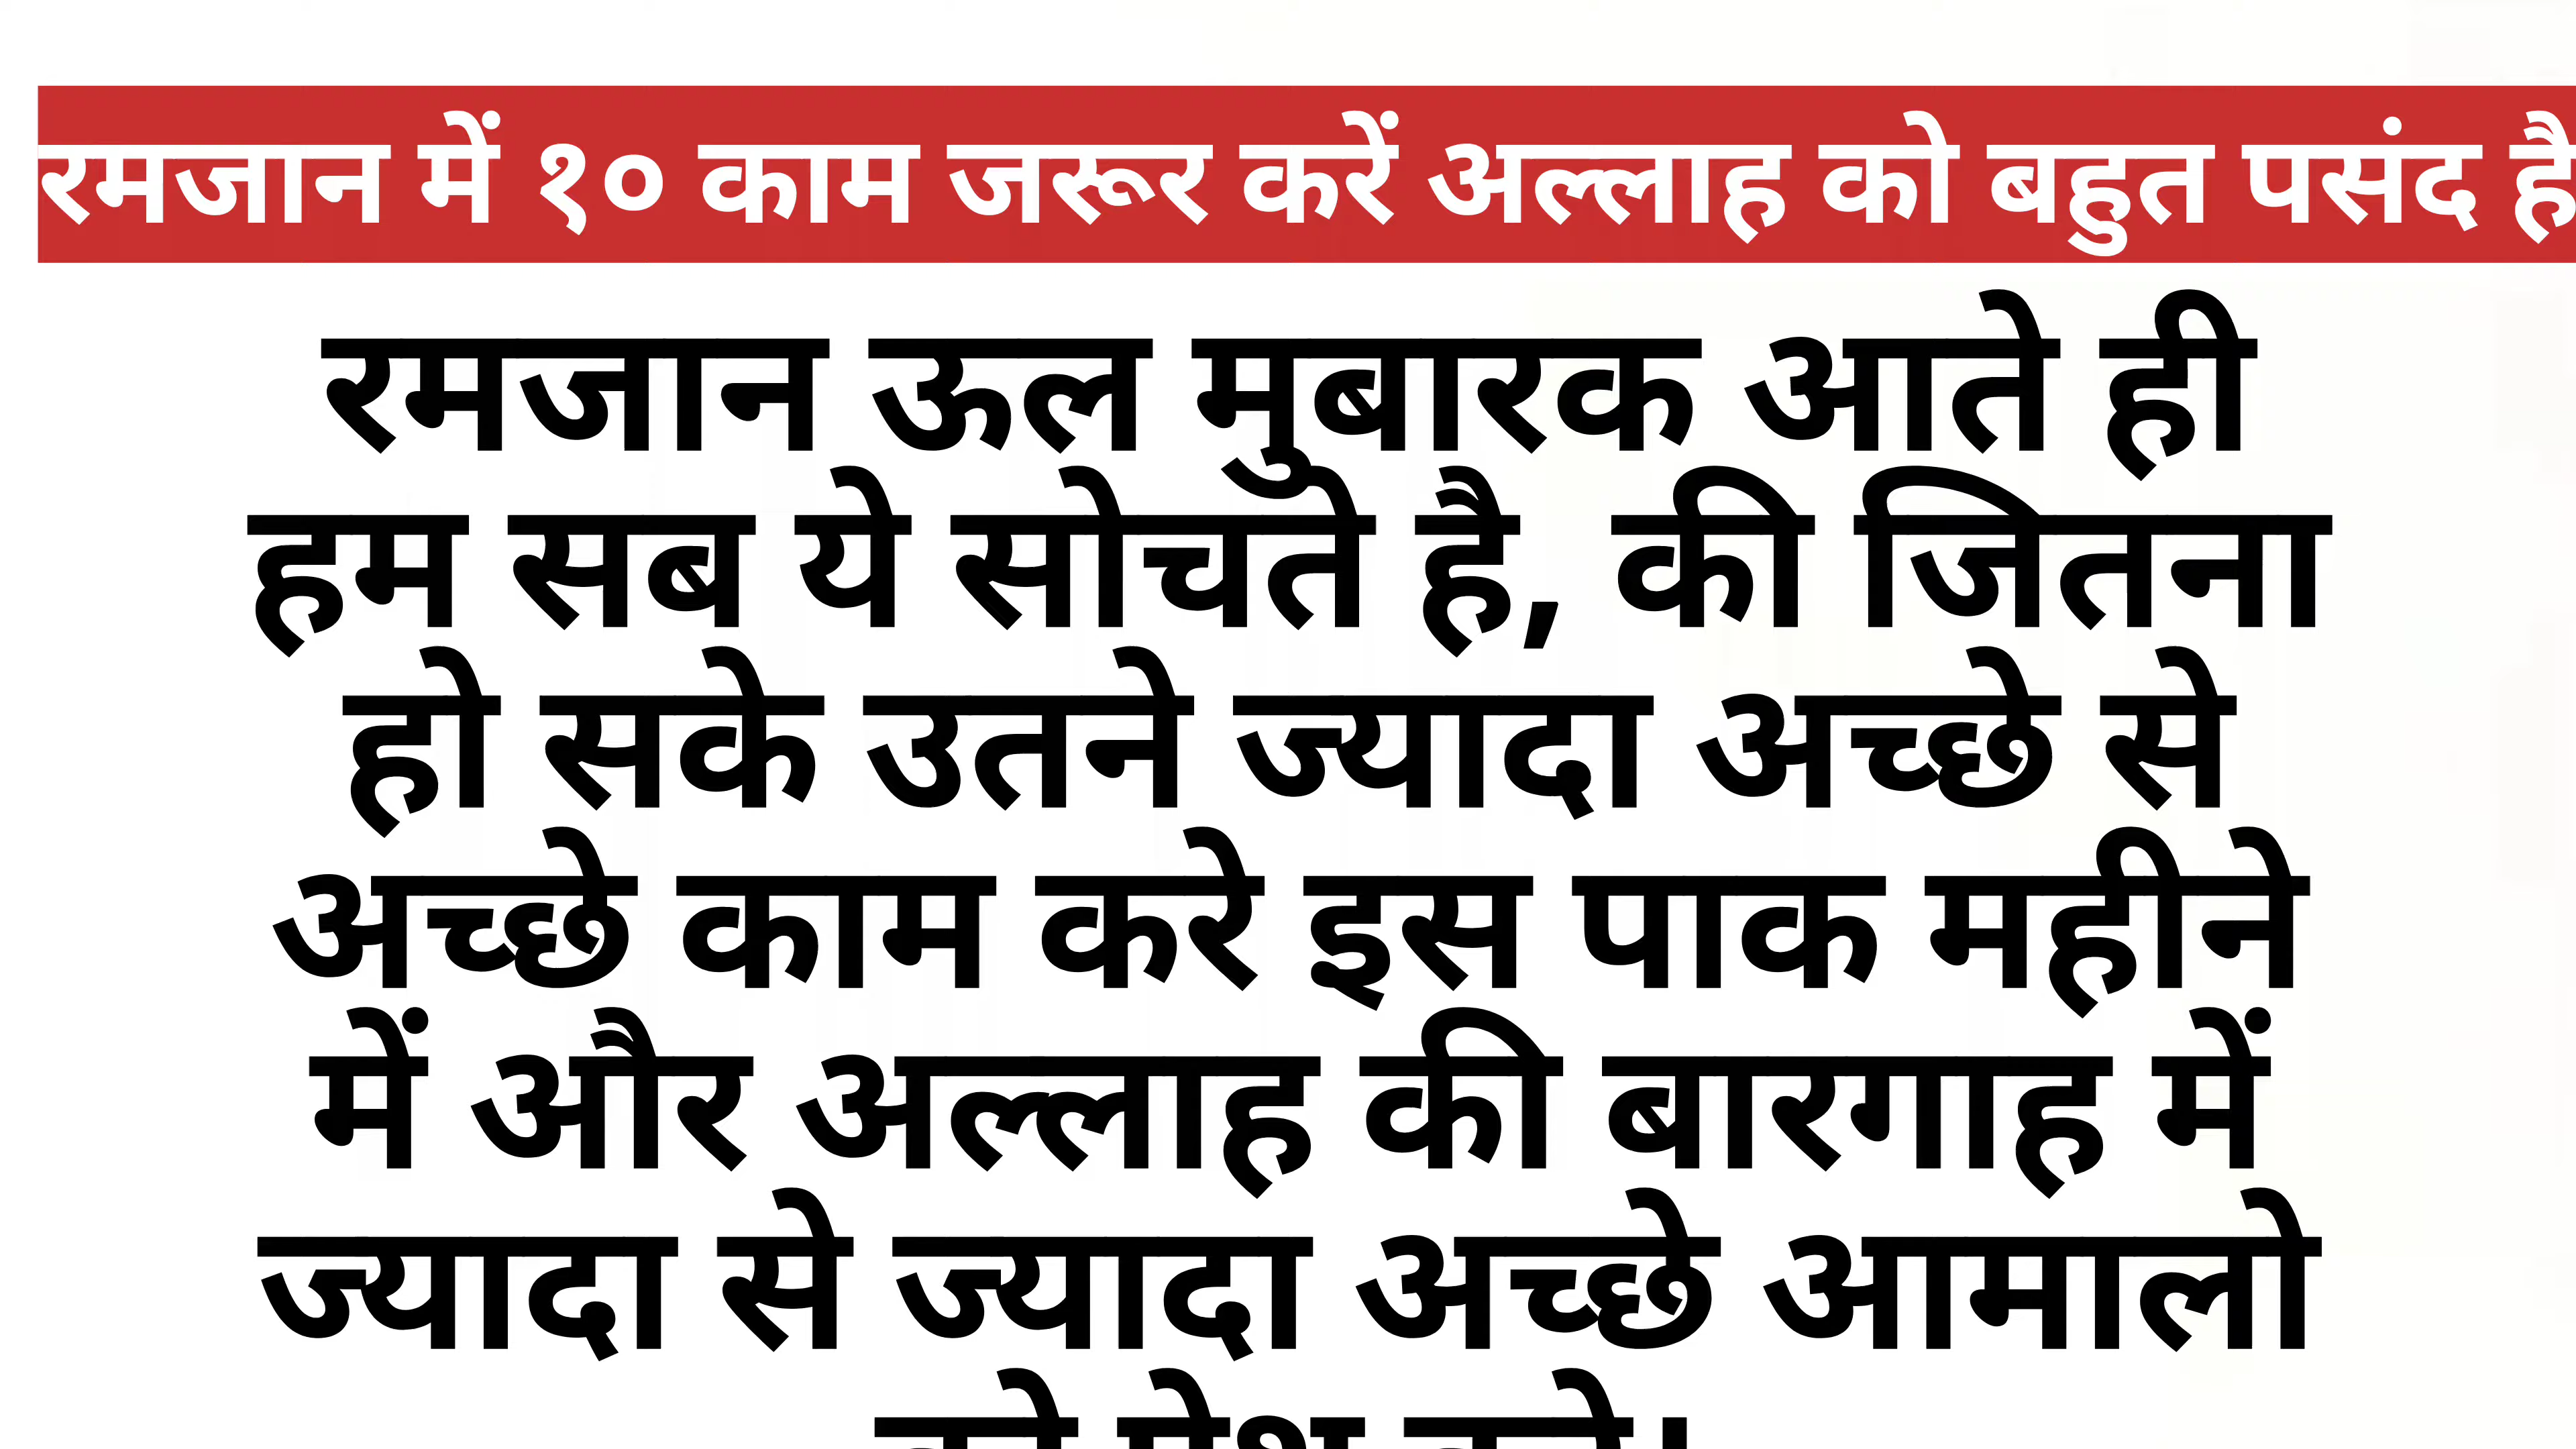 रमजान में १० काम जरूर करें अल्लाह को बहुत पसंद है
रमजान ऊल मुबारक आते ही
हम सब ये सोचते है, की जितना
हो सके उतने ज्यादा अच्छे से
अच्छे काम करे इस पाक महीने
में और अल्लाह की बारगाह में
ज्यादा से ज्यादा अच्छे आमालो